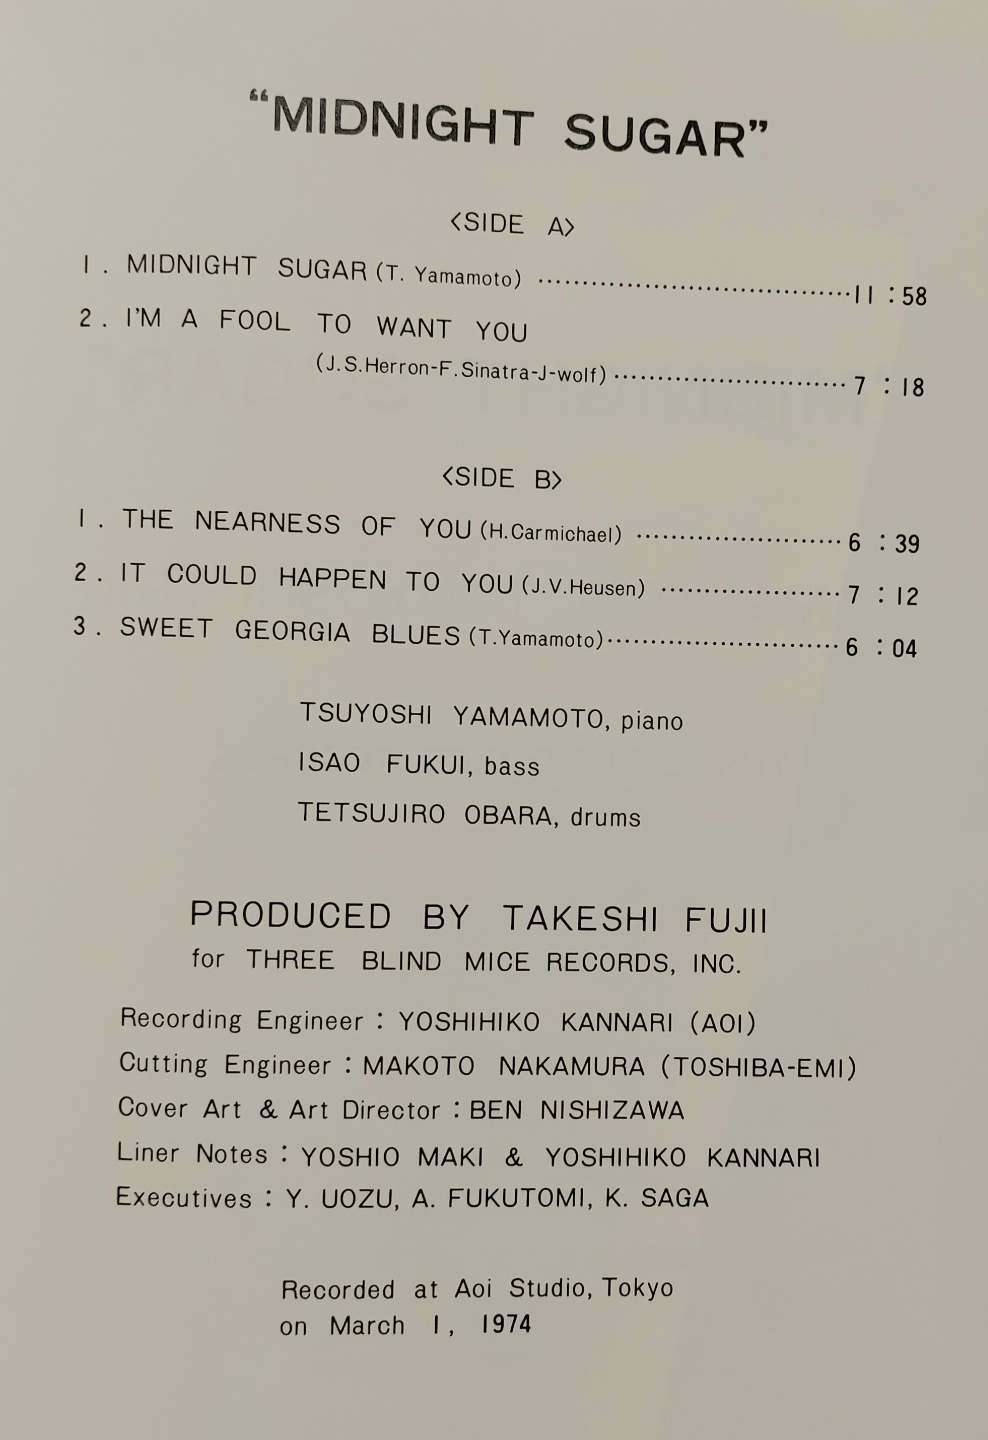 “MIDNIGHT SUGAR”
〈SIDE A〉
1. MIDNIGHT SUGAR (T. Yamamoto) ····································11:58
2. I'M A FOOL TO WANT YOU
(J.S.Herron-F.Sinatra-J-wolf) ···························7:18
〈SIDE B〉
1. THE NEARNESS OF YOU (H.Carmichael) ························6:39
2. IT COULD HAPPEN TO YOU (J.V.Heusen) ·····················7:12
3. SWEET GEORGIA BLUES (T.Yamamoto)···························6:04
TSUYOSHI YAMAMOTO, piano
ISAO FUKUI, bass
TETSUJIRO OBARA, drums
PRODUCED BY TAKESHI FUJII
for THREE BLIND MICE RECORDS, INC.
Recording Engineer : YOSHIHIKO KANNARI (AOI)
Cutting Engineer : MAKOTO NAKAMURA (TOSHIBA-EMI)
Cover Art & Art Director : BEN NISHIZAWA
Liner Notes : YOSHIO MAKI & YOSHIHIKO KANNARI
Executives : Y. UOZU, A. FUKUTOMI, K. SAGA
Recorded at Aoi Studio, Tokyo
on March 1, 1974